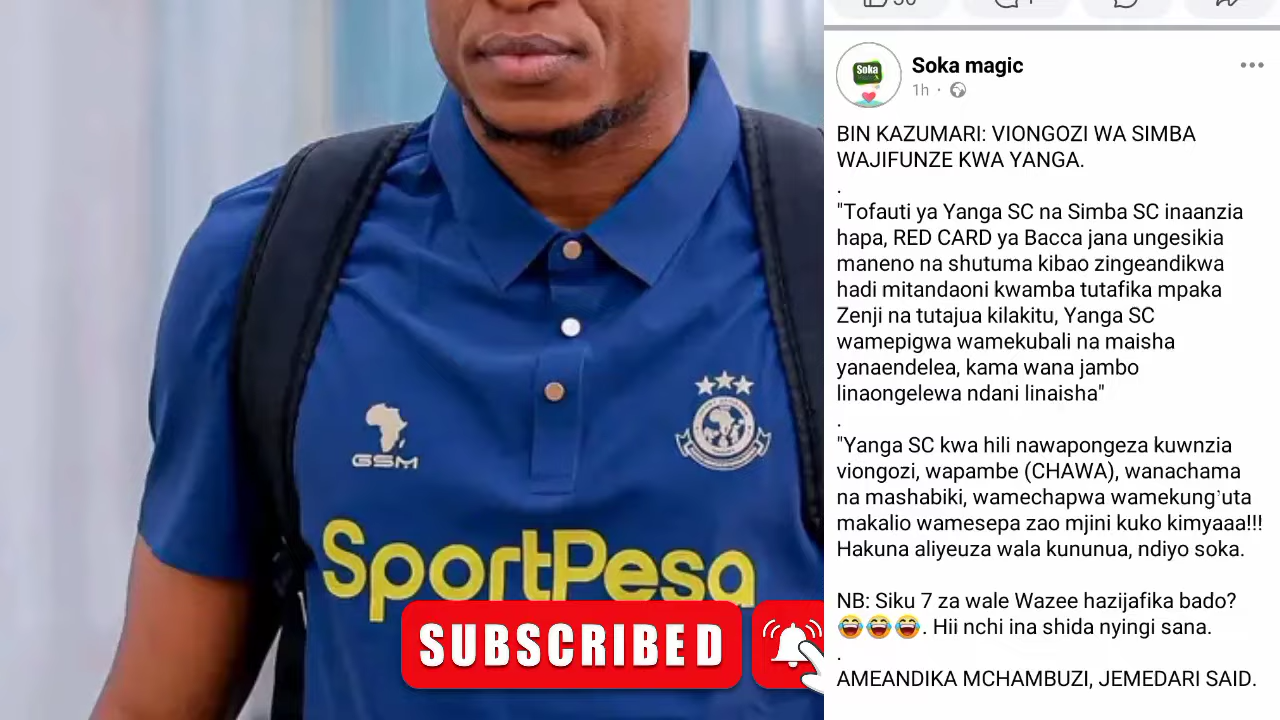 GSM
SportPesa
SUBSCRIBED
Soka
Soka magic
1h
BIN KAZUMARI: VIONGOZI WA SIMBA
WAJIFUNZE KWA YANGA.
.
"Tofauti ya Yanga SC na Simba SC inaanzia
hapa, RED CARD ya Bacca jana ungesikia
maneno na shutuma kibao zingeandikwa
hadi mitandaoni kwamba tutafika mpaka
Zenji na tutajua kilakitu, Yanga SC
wamepigwa wamekubali na maisha
yanaendelea, kama wana jambo
linaongelewa ndani linaisha"
.
"Yanga SC kwa hili nawapongeza kuwnzia
viongozi, wapambe (CHAWA), wanachama
na mashabiki, wamechapwa wamekung`uta
makalio wamesepa zao mjini kuko kimyaaa!!!
Hakuna aliyeuza wala kununua, ndiyo soka.
NB: Siku 7 za wale Wazee hazijafika bado?
😂😂😂. Hii nchi ina shida nyingi sana.
.
AMEANDIKA MCHAMBUZI, JEMEDARI SAID.